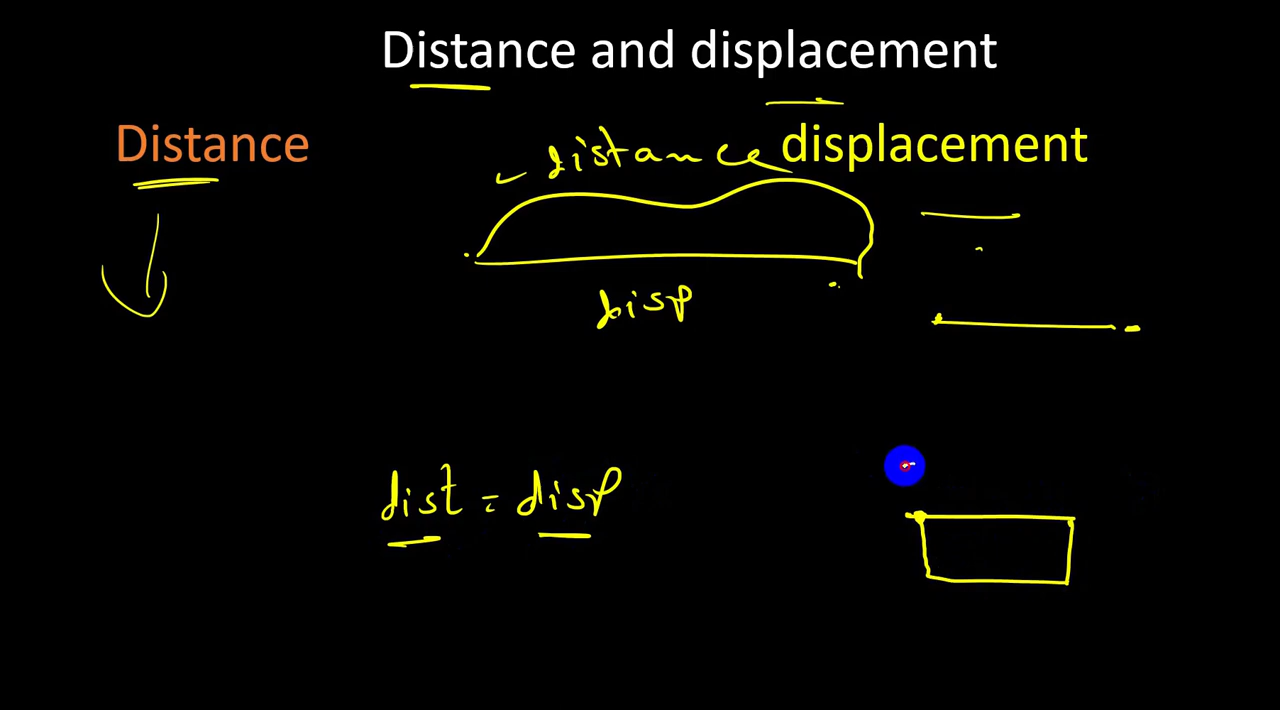 Distance and displacement
Distance
distance
displacement
disp
dist = disp